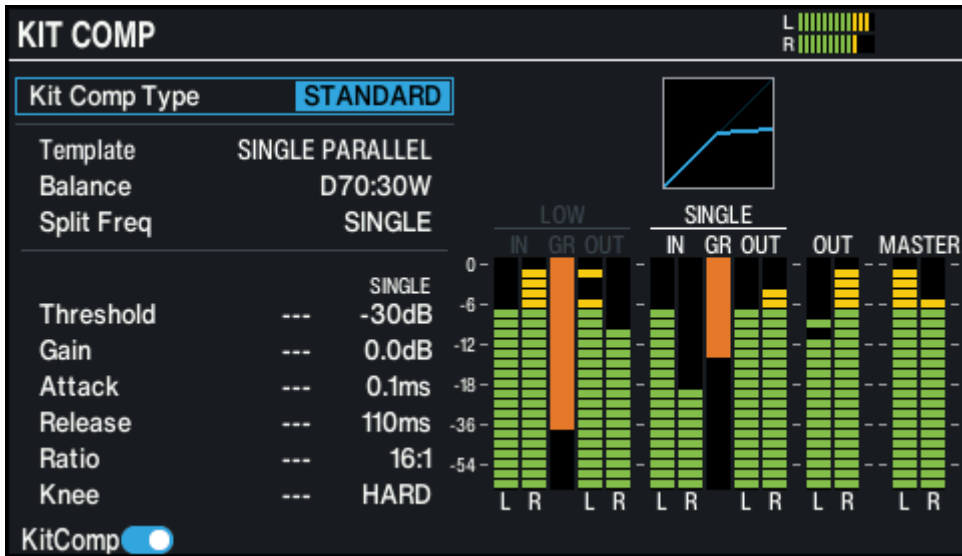 KIT COMP
L
R
Kit Comp Type STANDARD
Template SINGLE PARALLEL
Balance D70:30W
Split Freq SINGLE
SINGLE
Threshold --- -30dB
Gain --- 0.0dB
Attack --- 0.1ms
Release --- 110ms
Ratio --- 16:1
Knee --- HARD
KitComp
LOW SINGLE
IN GR OUT IN GR OUT OUT MASTER
0
-6
-12
-18
-36
-54
L R L R L R L R L R L R